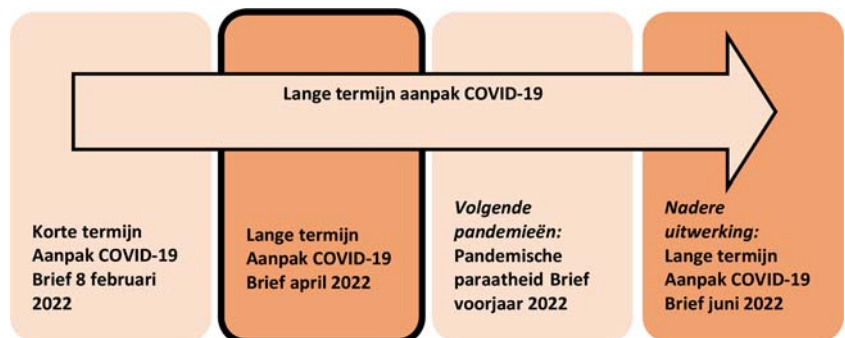 Lange termijn aanpak COVID-19
Korte termijn
Aanpak COVID-19
Brief 8 februari
2022
Lange termijn
Aanpak COVID-19
Brief april 2022
Volgende
pandemieën:
Pandemische
paraatheid Brief
voorjaar 2022
Nadere
uitwerking:
Lange termijn
Aanpak COVID-19
Brief juni 2022